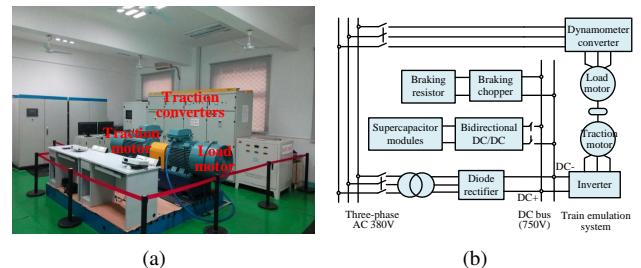 Traction
converters
Traction
motor
Load
motor
(a)
Dynamometer
converter
Load
motor
Braking
resistor
Braking
chopper
Supercapacitor
modules
Bidirectional
DC/DC
Traction
motor
DC-
Diode
rectifier
Inverter
DC+
Three-phase
AC 380V
DC bus
(750V)
Train emulation
system
(b)